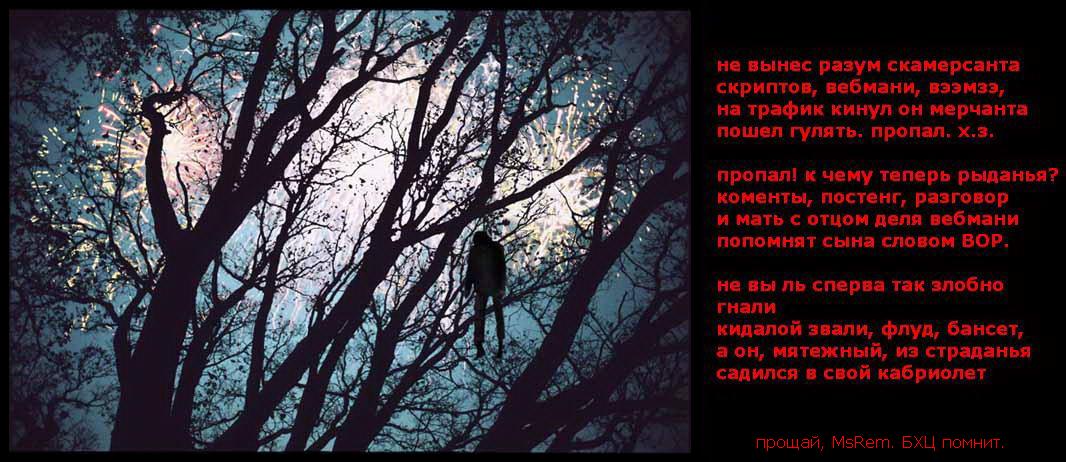 не вынес разум скамерсанта
скриптов, вебмани, вээмзэ,
на трафик кинул он мерчанта
пошел гулять. пропал. х.з.

пропал! к чему теперь рыданья?
коменты, постенг, разговор
и мать с отцом деля вебмани
попомнят сына словом ВОР.

не вы ль сперва так злобно
гнали
кидалой звали, флуд, бансет,
а он, мятежный, из страданья
садился в свой кабриолет

прощай, MsRem. БХЦ помнит.